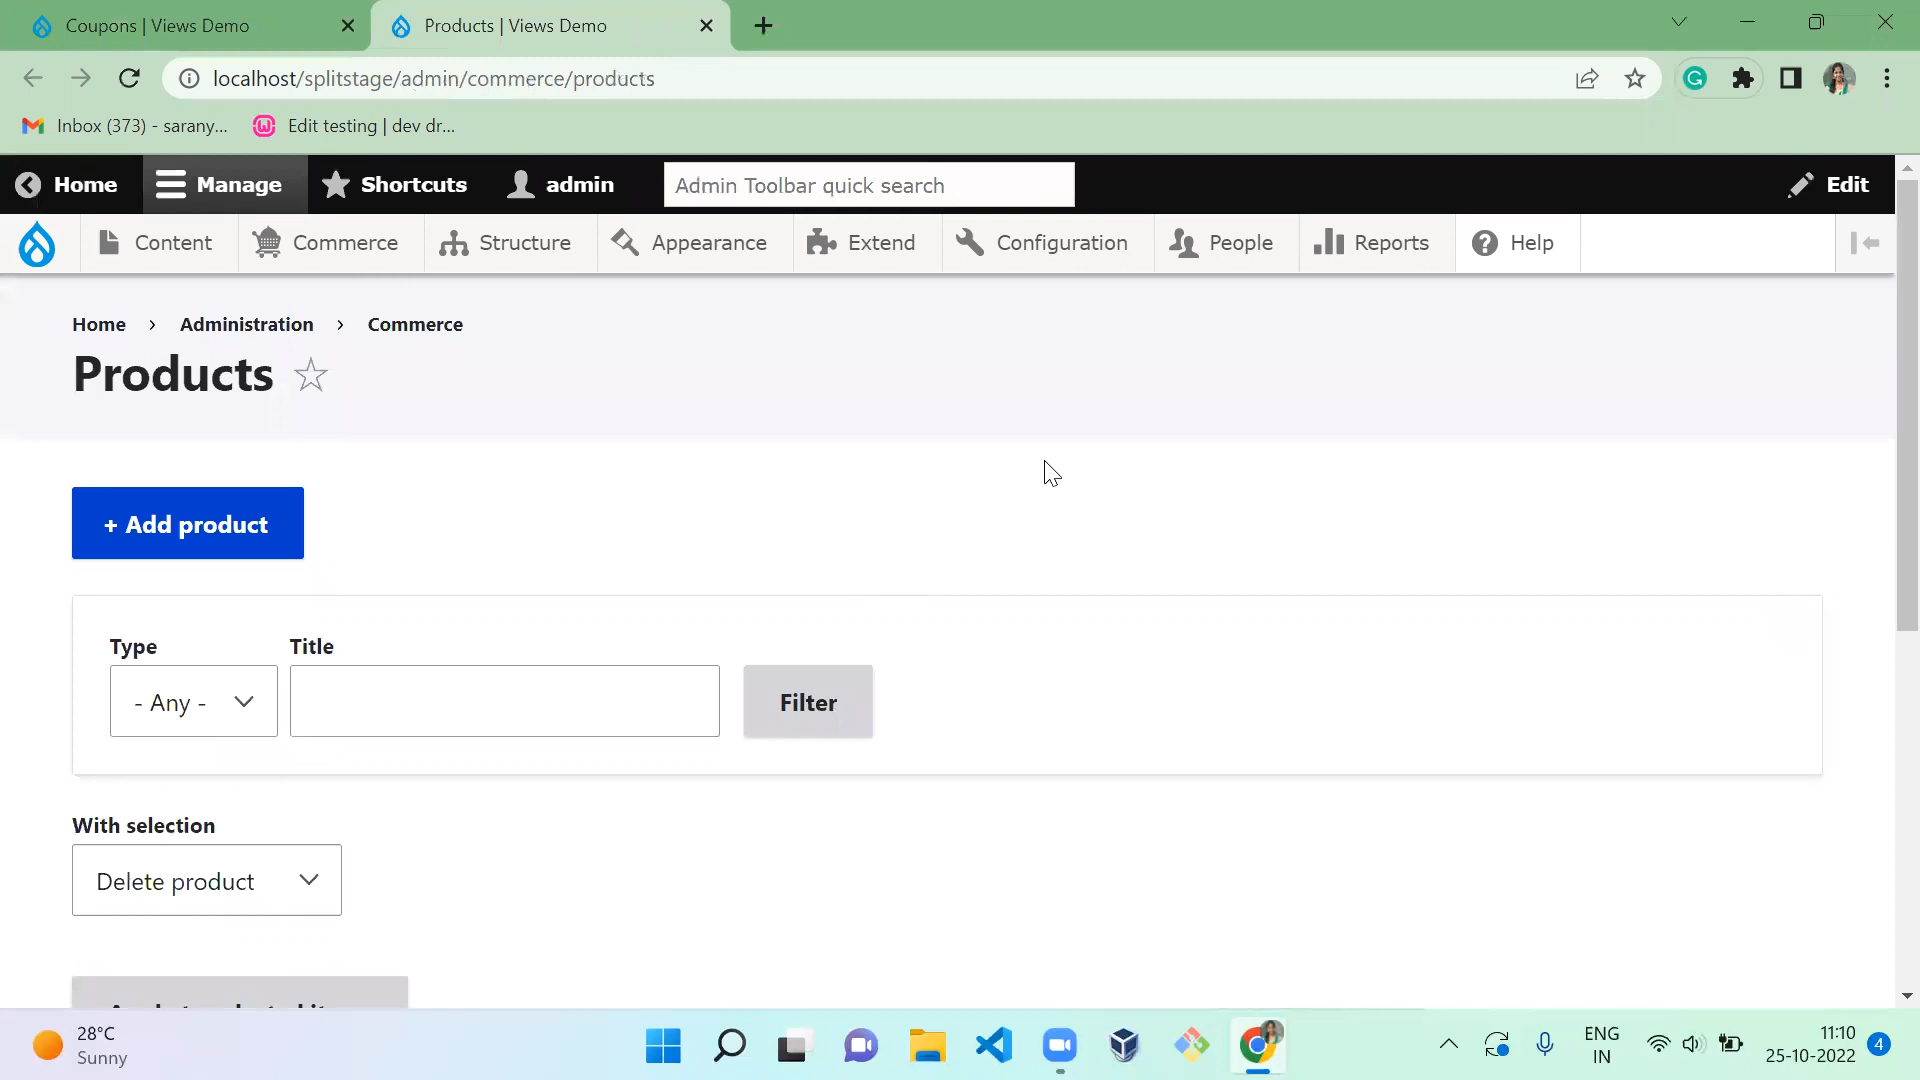 Coupons | Views Demo
Products | Views Demo
localhost/splitstage/admin/commerce/products
Inbox (373) - sarany...
Edit testing | dev dr...
Home
Manage
Shortcuts
admin
Admin Toolbar quick search
Edit
Content
Commerce
Structure
Appearance
Extend
Configuration
People
Reports
Help
Home › Administration › Commerce
Products
+ Add product
Type
Title
- Any -
Filter
With selection
Delete product
28°C
Sunny
ENG
IN
11:10
25-10-2022
4